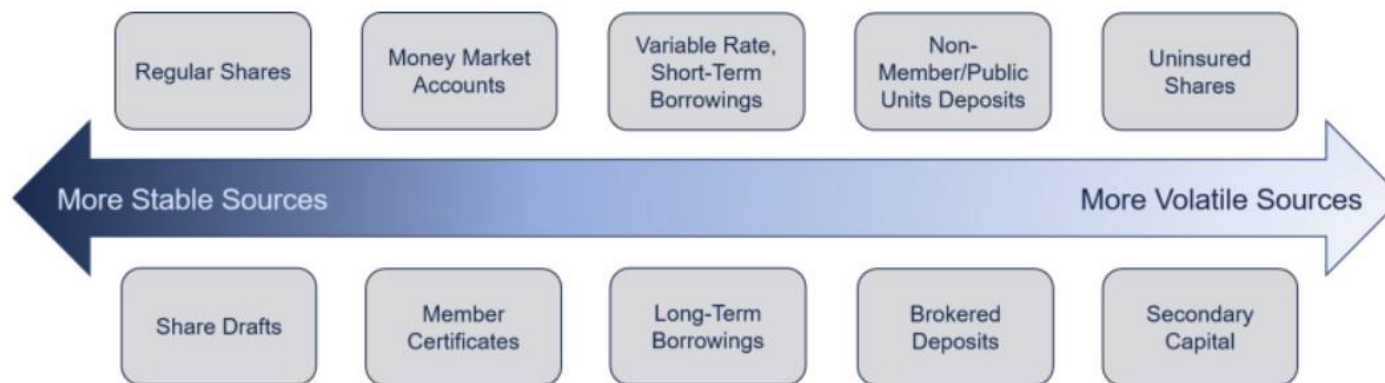 Regular Shares
Money Market
Accounts
Variable Rate,
Short-Term
Borrowings
Non-
Member/Public
Units Deposits
Uninsured
Shares
More Stable Sources
More Volatile Sources
Share Drafts
Member
Certificates
Long-Term
Borrowings
Brokered
Deposits
Secondary
Capital